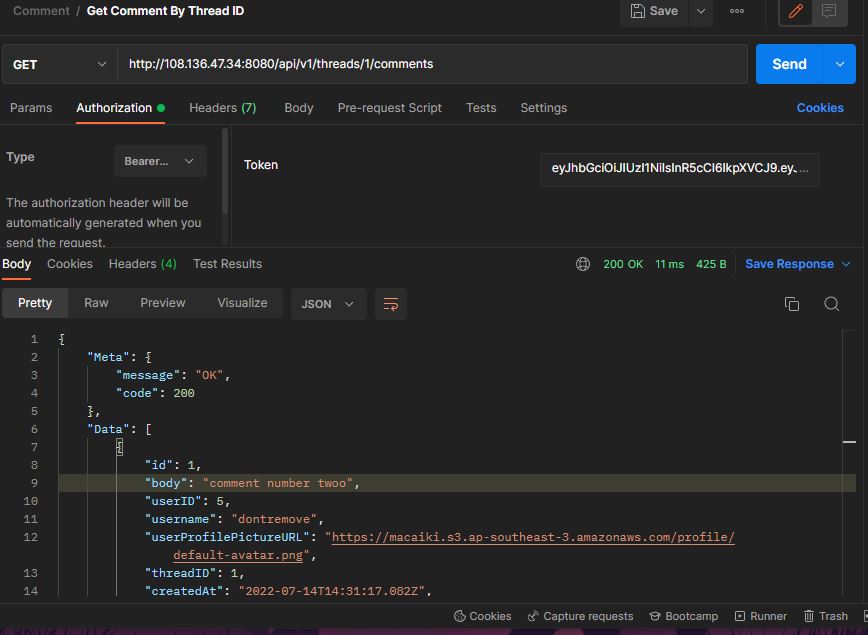 Comment / Get Comment By Thread ID
Save
GET http://108.136.47.34:8080/api/v1/threads/1/comments Send
Params Authorization Headers (7) Body Pre-request Script Tests Settings Cookies
Type Bearer... Token eyJhbGciOiJIUzI1NiIsInR5cCI6IkpXVCJ9.eyJ...
The authorization header will be
automatically generated when you
send the request.
Body Cookies Headers (4) Test Results 200 OK 11 ms 425 B Save Response
Pretty Raw Preview Visualize JSON
1 {
2 "Meta": {
3 "message": "OK",
4 "code": 200
5 },
6 "Data": [
7 {
8 "id": 1,
9 "body": "comment number twoo",
10 "userID": 5,
11 "username": "dontremove",
12 "userProfilePictureURL": "https://macaiki.s3.ap-southeast-3.amazonaws.com/profile/
default-avatar.png",
13 "threadID": 1,
14 "createdAt": "2022-07-14T14:31:17.082Z",
Cookies Capture requests Bootcamp Runner Trash